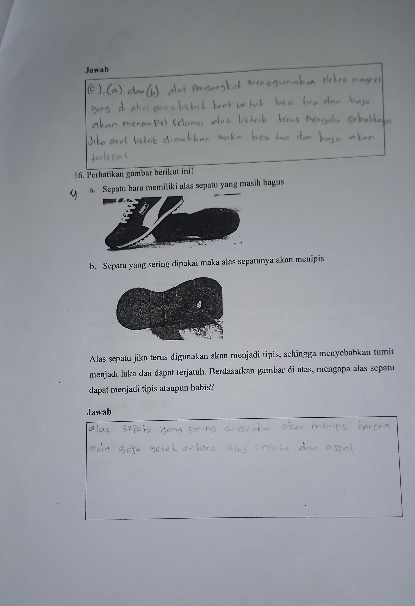 Jawab
(c). (a) dan (b) alat pengangkut menggunakan elektro magnet
yang d aliri arus listrik kuat untuk besi tua dan baja
akan menempel selama arus listrik terus mengalir sebaliknya
Jika arus listrik dimatikan maka besi tua dan baja akan
terlepas
16. Perhatikan gambar berikut ini!
4
a. Sepatu baru memiliki alas sepatu yang masih bagus
b. Sepatu yang sering dipakai maka alas sepatunya akan menipis
Alas sepatu jika terus digunakan akan menjadi tipis, sehingga menyebabkan tumit
menjadi luka dan dapat terjatuh. Berdasarkan gambar di atas, mengapa alas sepatu
dapat menjadi tipis ataupun habis?
Jawab
alas sepatu yang sering digunakan akan menipis karena
ada gaya gesek antara alas sepatu dan aspal